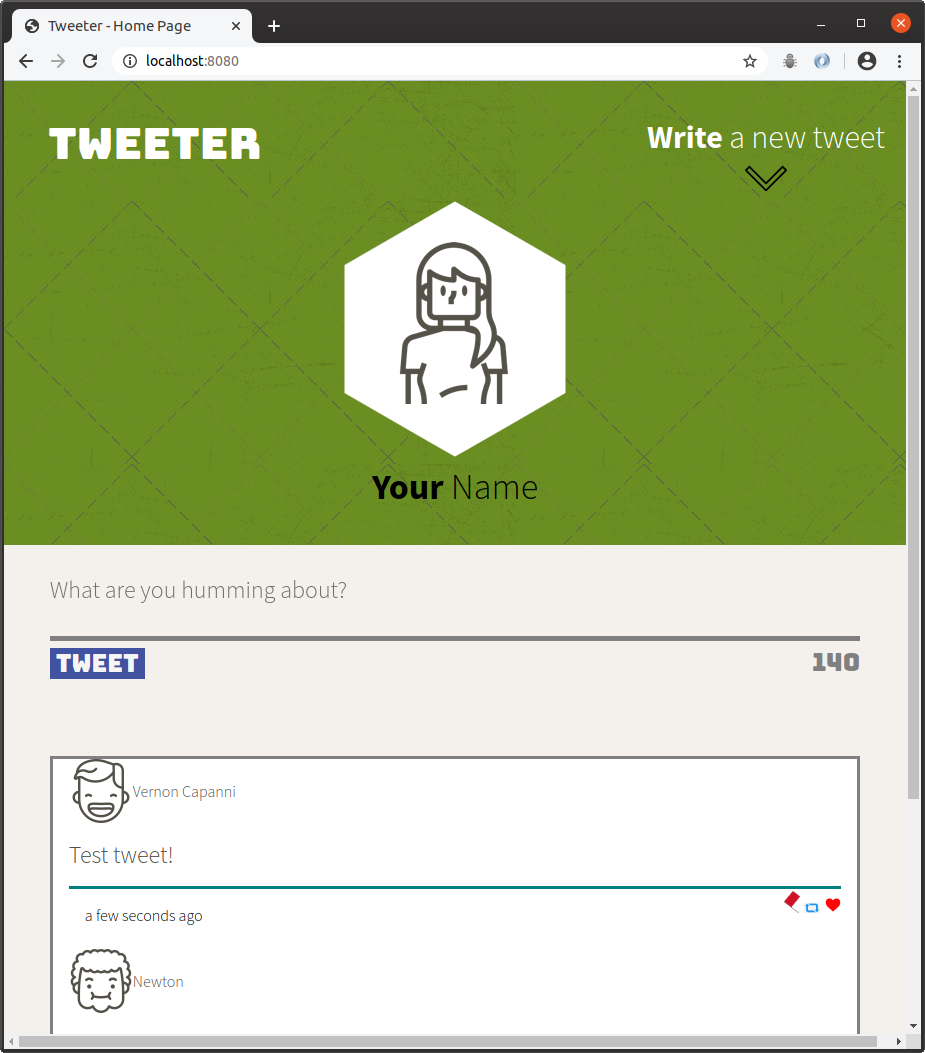 Tweeter - Home Page
localhost:8080
TWEETER
Write a new tweet
Your Name
What are you humming about?
TWEET
140
Vernon Capanni
Test tweet!
a few seconds ago
Newton